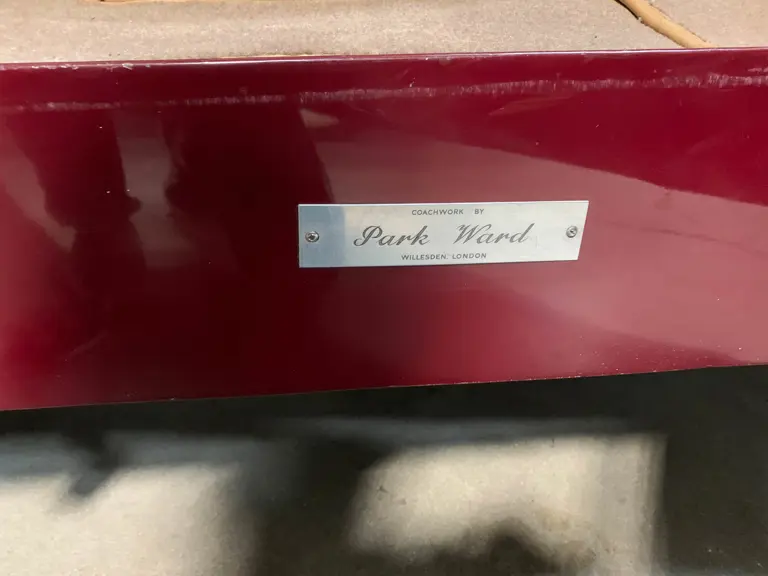 COACHWORK BY
Park Ward
WILLESDEN, LONDON